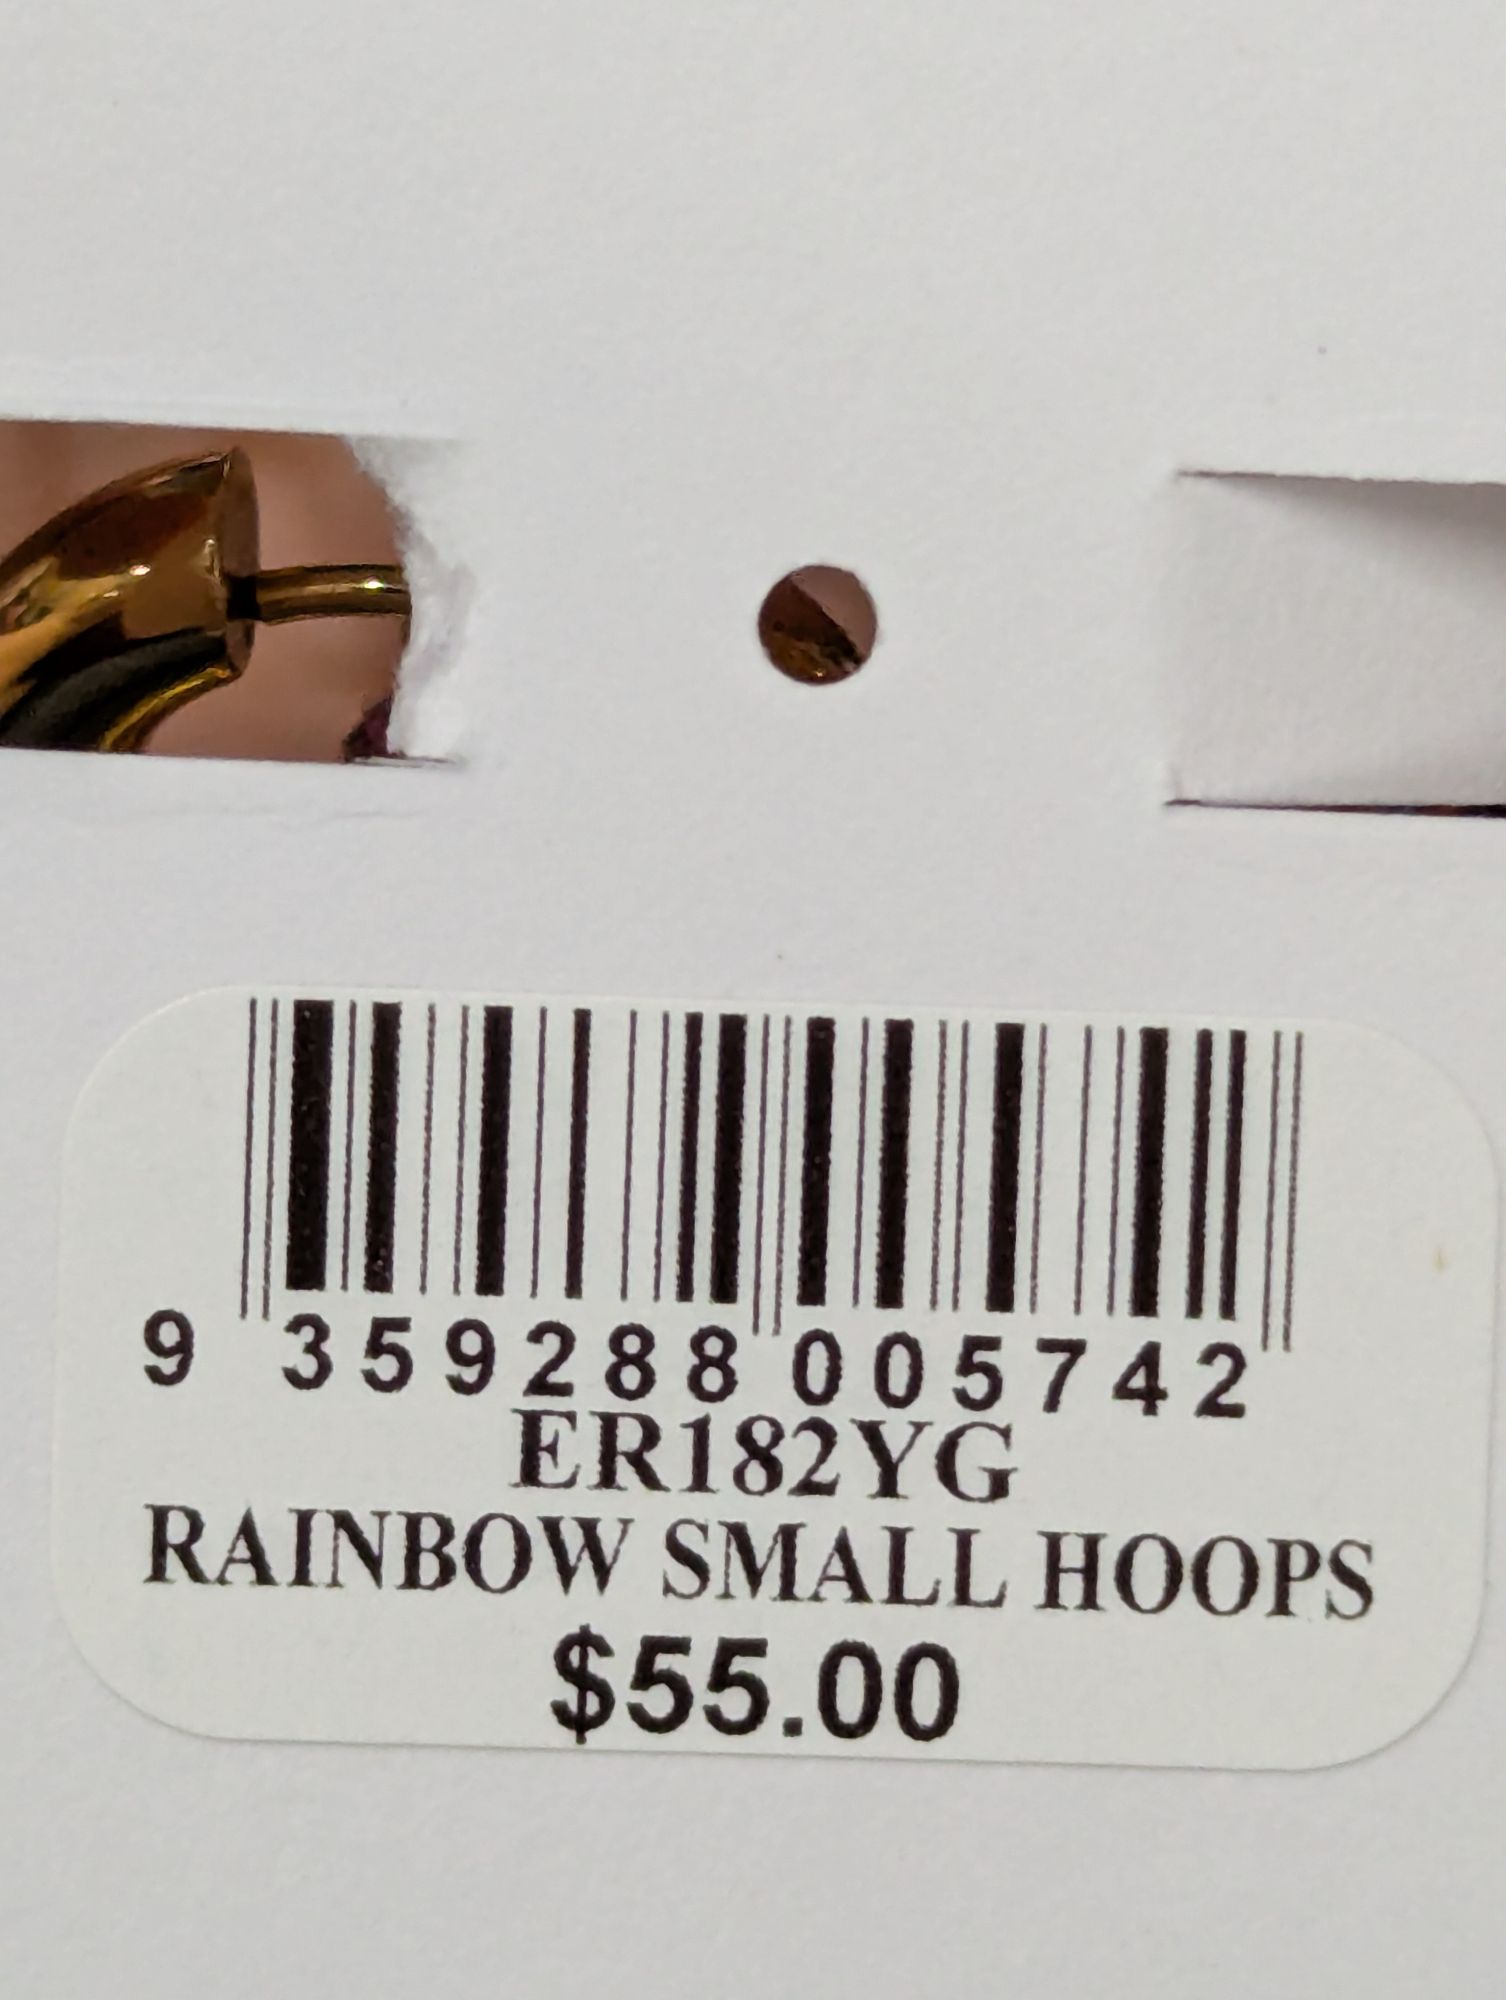 9 359288 005742
ER182YG
RAINBOW SMALL HOOPS
$55.00